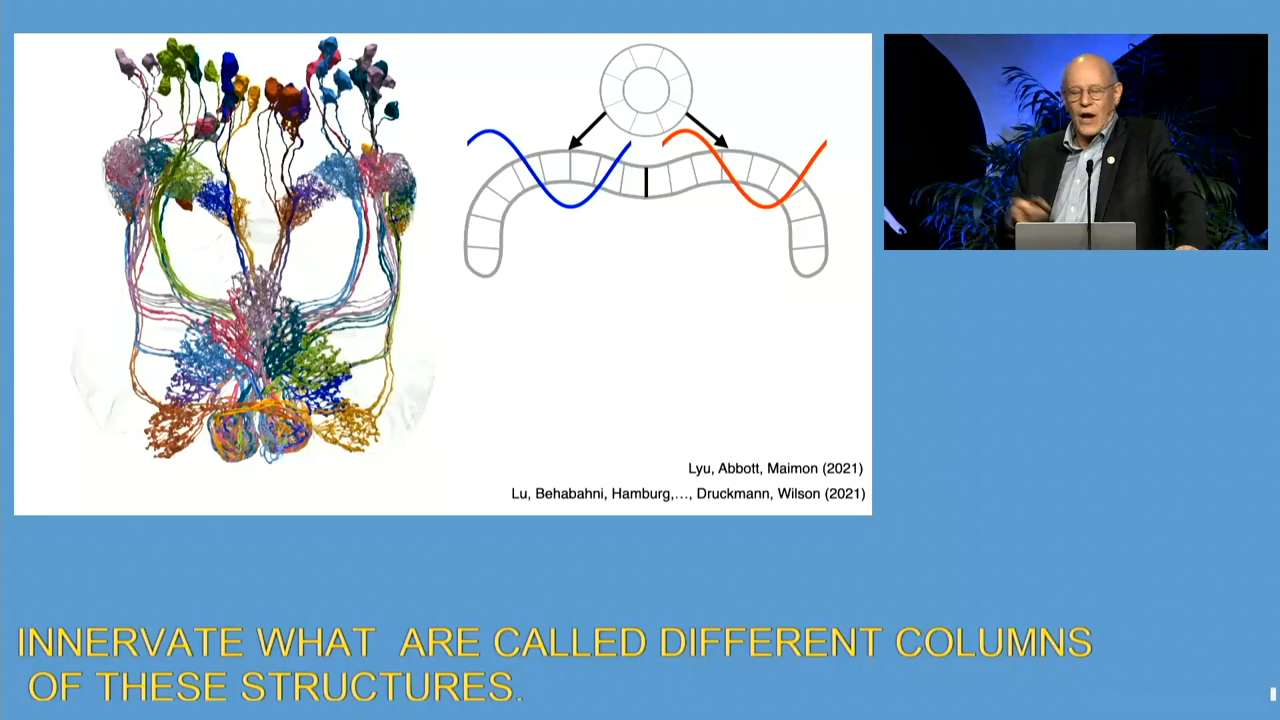 Lyu, Abbott, Maimon (2021)
Lu, Behabahni, Hamburg,..., Druckmann, Wilson (2021)
INNERVATE WHAT  ARE CALLED DIFFERENT COLUMNS
OF THESE STRUCTURES.